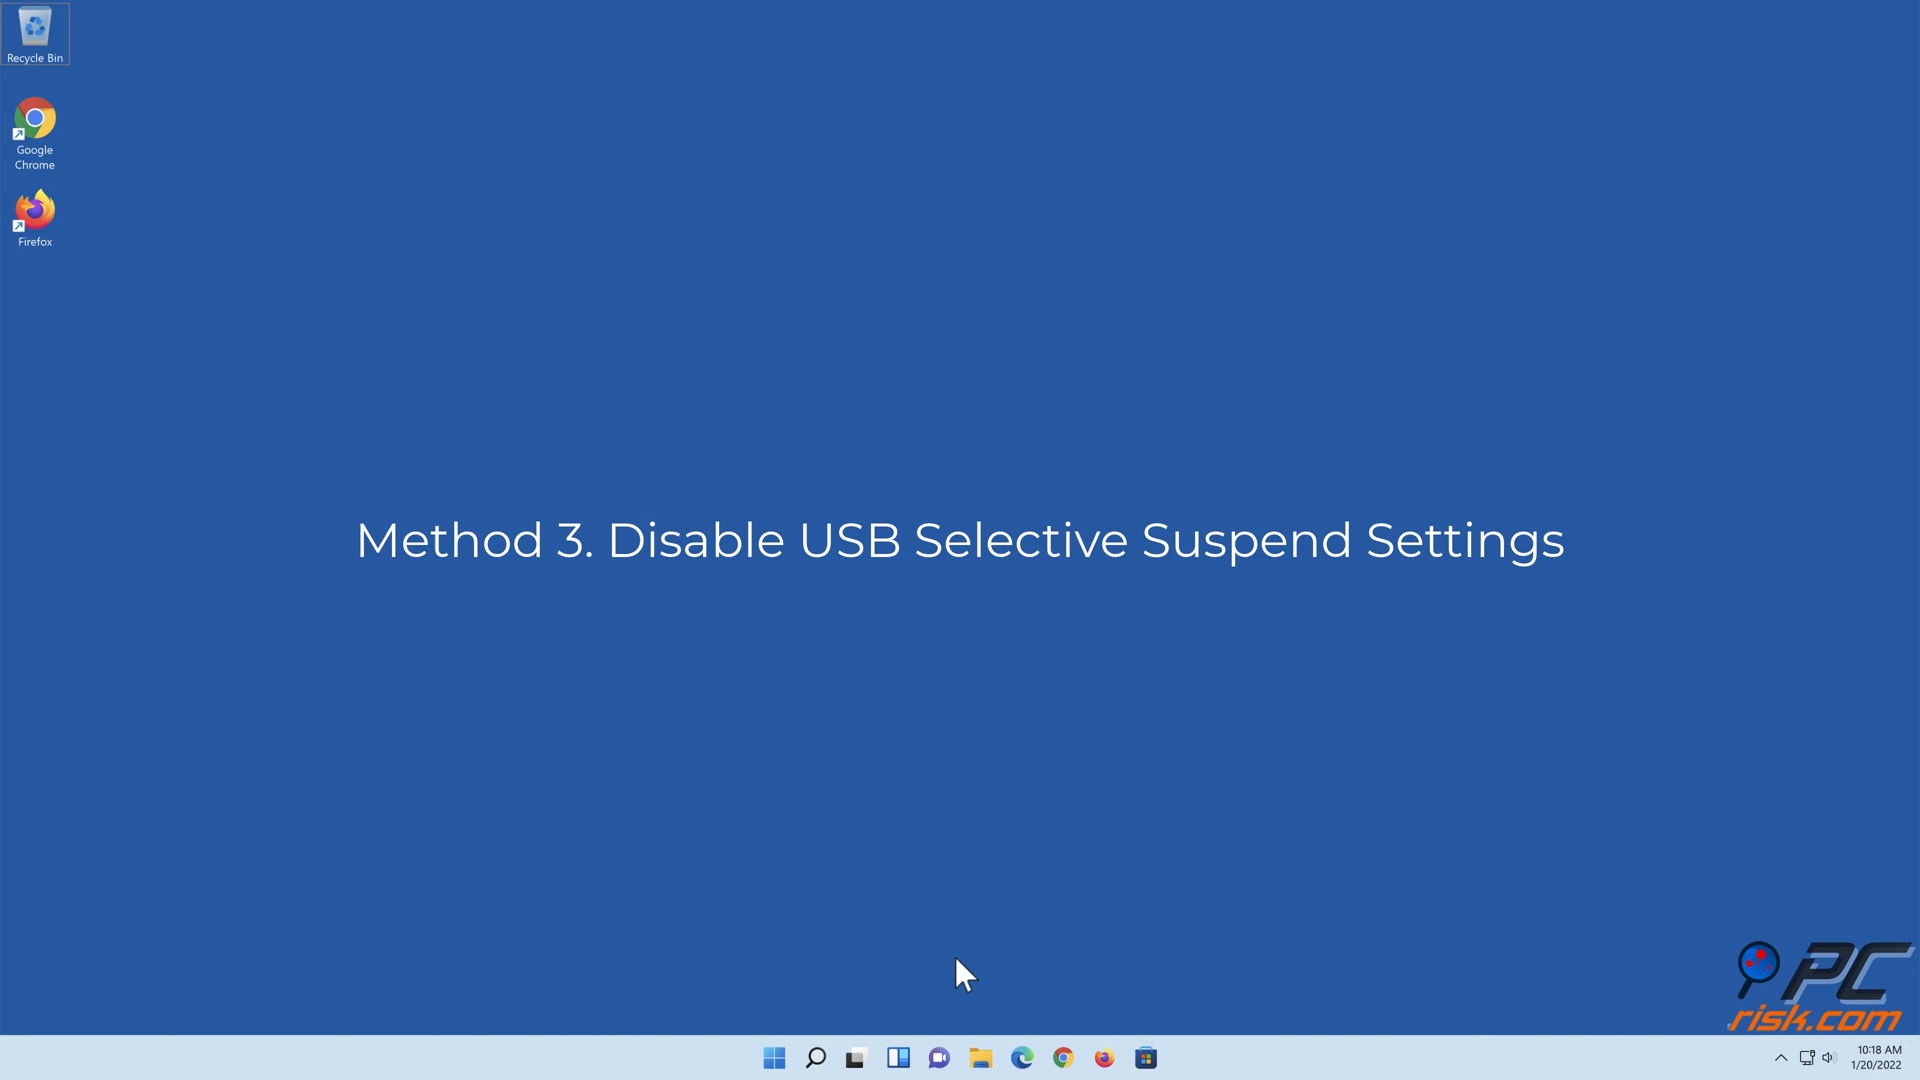 Recycle Bin
Google
Chrome
Firefox
Method 3. Disable USB Selective Suspend Settings
PC
risk.com
10:18 AM
1/20/2022